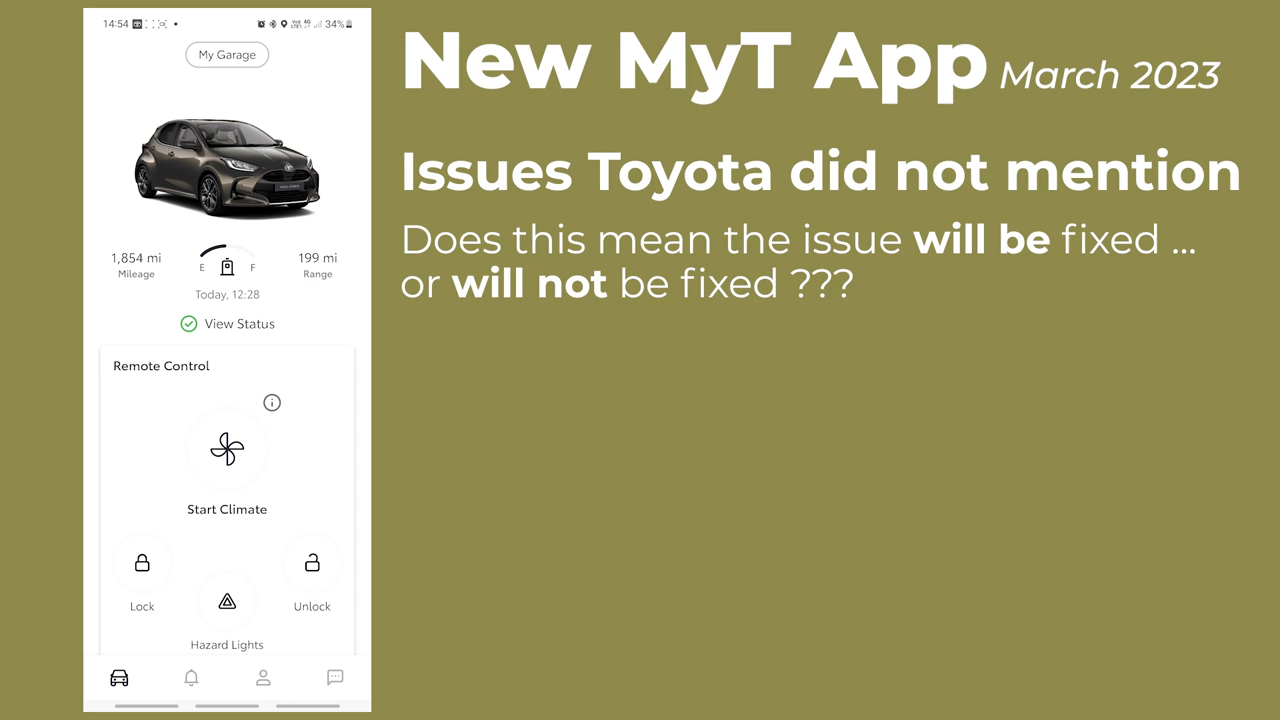 14:54
34%
My Garage
New MyT App March 2023
Issues Toyota did not mention
Does this mean the issue will be fixed ...
or will not be fixed ???
1,854 mi
Mileage
E F
199 mi
Range
Today, 12:28
View Status
Remote Control
Start Climate
Lock
Unlock
Hazard Lights